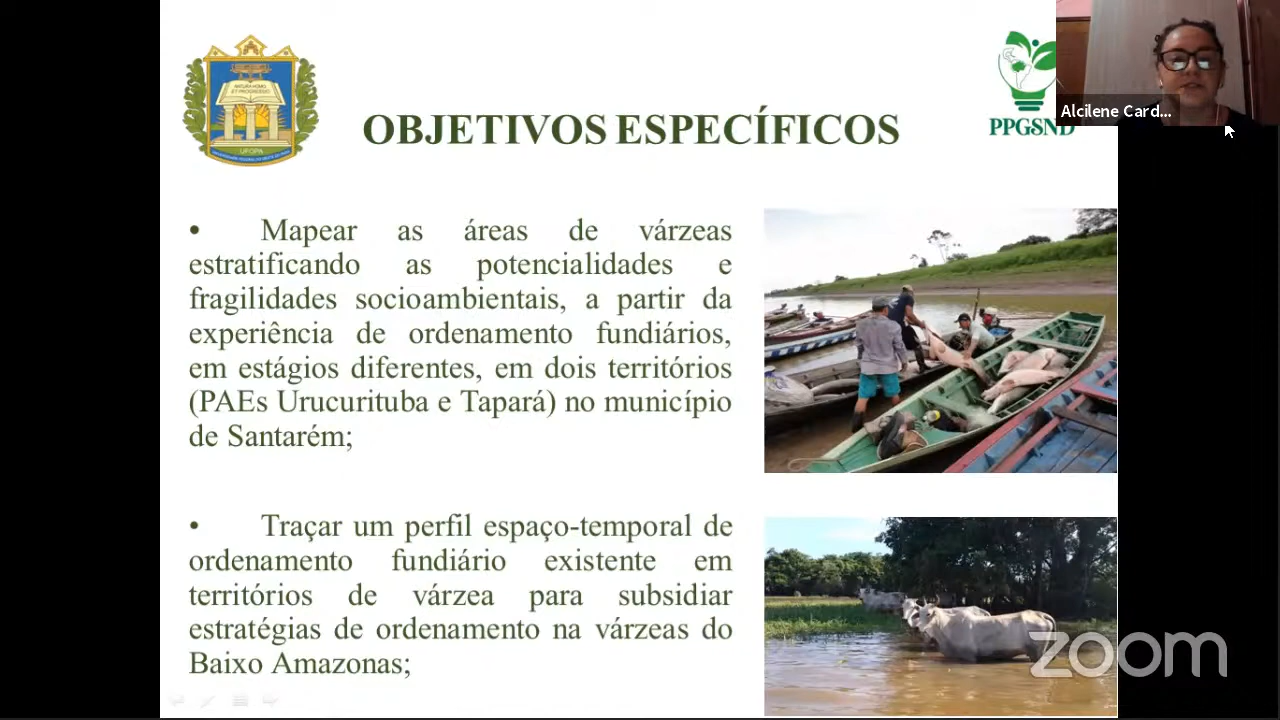 OBJETIVOS ESPECÍFICOS
PPGSND
Alcilene Card...
• Mapear as áreas de várzeas
estratificando as potencialidades e
fragilidades socioambientais, a partir da
experiência de ordenamento fundiários,
em estágios diferentes, em dois territórios
(PAEs Urucurituba e Tapará) no município
de Santarém;
• Traçar um perfil espaço-temporal de
ordenamento fundiário existente em
territórios de várzea para subsidiar
estratégias de ordenamento na várzeas do
Baixo Amazonas;
UFOPA
zoom